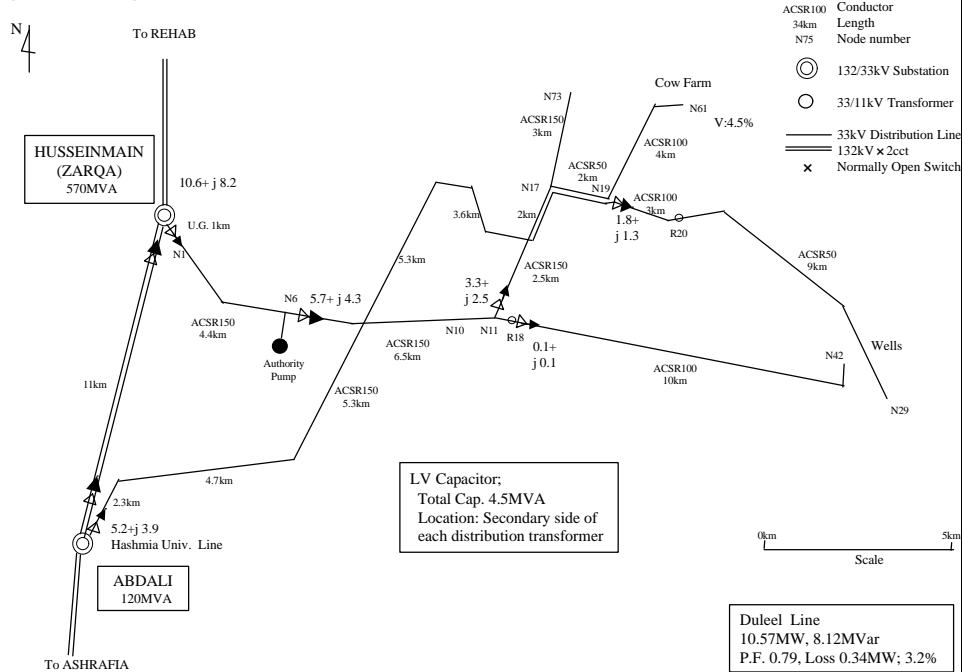 N
To REHAB
HUSSEINMAIN
(ZARQA)
570MVA
10.6+ j 8.2
U.G. 1km
N1
N6
5.7+ j 4.3
ACSR150
4.4km
Authority
Pump
11km
ACSR150
6.5km
N10
N11
R18
0.1+
j 0.1
3.3+
j 2.5
ACSR150
2.5km
2km
3.6km
5.3km
ACSR150
5.3km
4.7km
2.3km
5.2+j 3.9
Hashmia Univ. Line
ABDALI
120MVA
To ASHRAFIA
N73
ACSR150
3km
N17
ACSR50
2km
N19
Cow Farm
N61
V:4.5%
ACSR100
4km
ACSR100
3km
1.8+
j 1.3
R20
ACSR50
9km
Wells
N42
N29
ACSR100
10km
LV Capacitor;
Total Cap. 4.5MVA
Location: Secondary side of
each distribution transformer
ACSR100 Conductor
34km Length
N75 Node number
132/33kV Substation
33/11kV Transformer
33kV Distribution Line
132kV × 2cct
Normally Open Switch
0km 5km
Scale
Duleel Line
10.57MW, 8.12MVar
P.F. 0.79, Loss 0.34MW; 3.2%